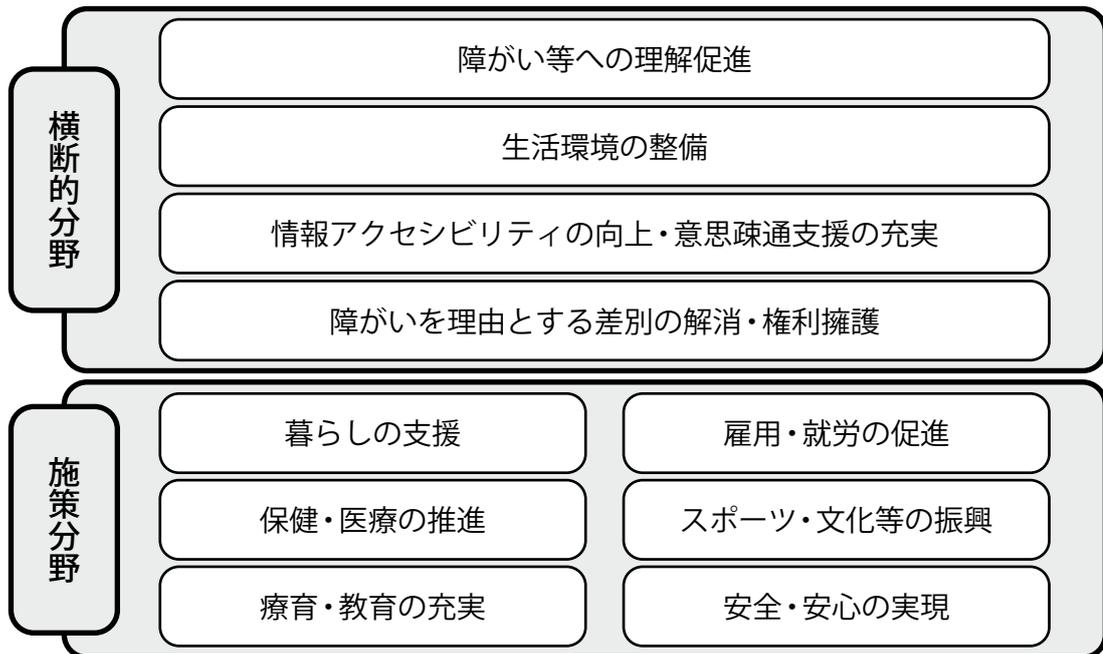 横断的分野
障がい等への理解促進
生活環境の整備
情報アクセシビリティの向上・意思疎通支援の充実
障がいを理由とする差別の解消・権利擁護
施策分野
暮らしの支援
雇用・就労の促進
保健・医療の推進
スポーツ・文化等の振興
療育・教育の充実
安全・安心の実現